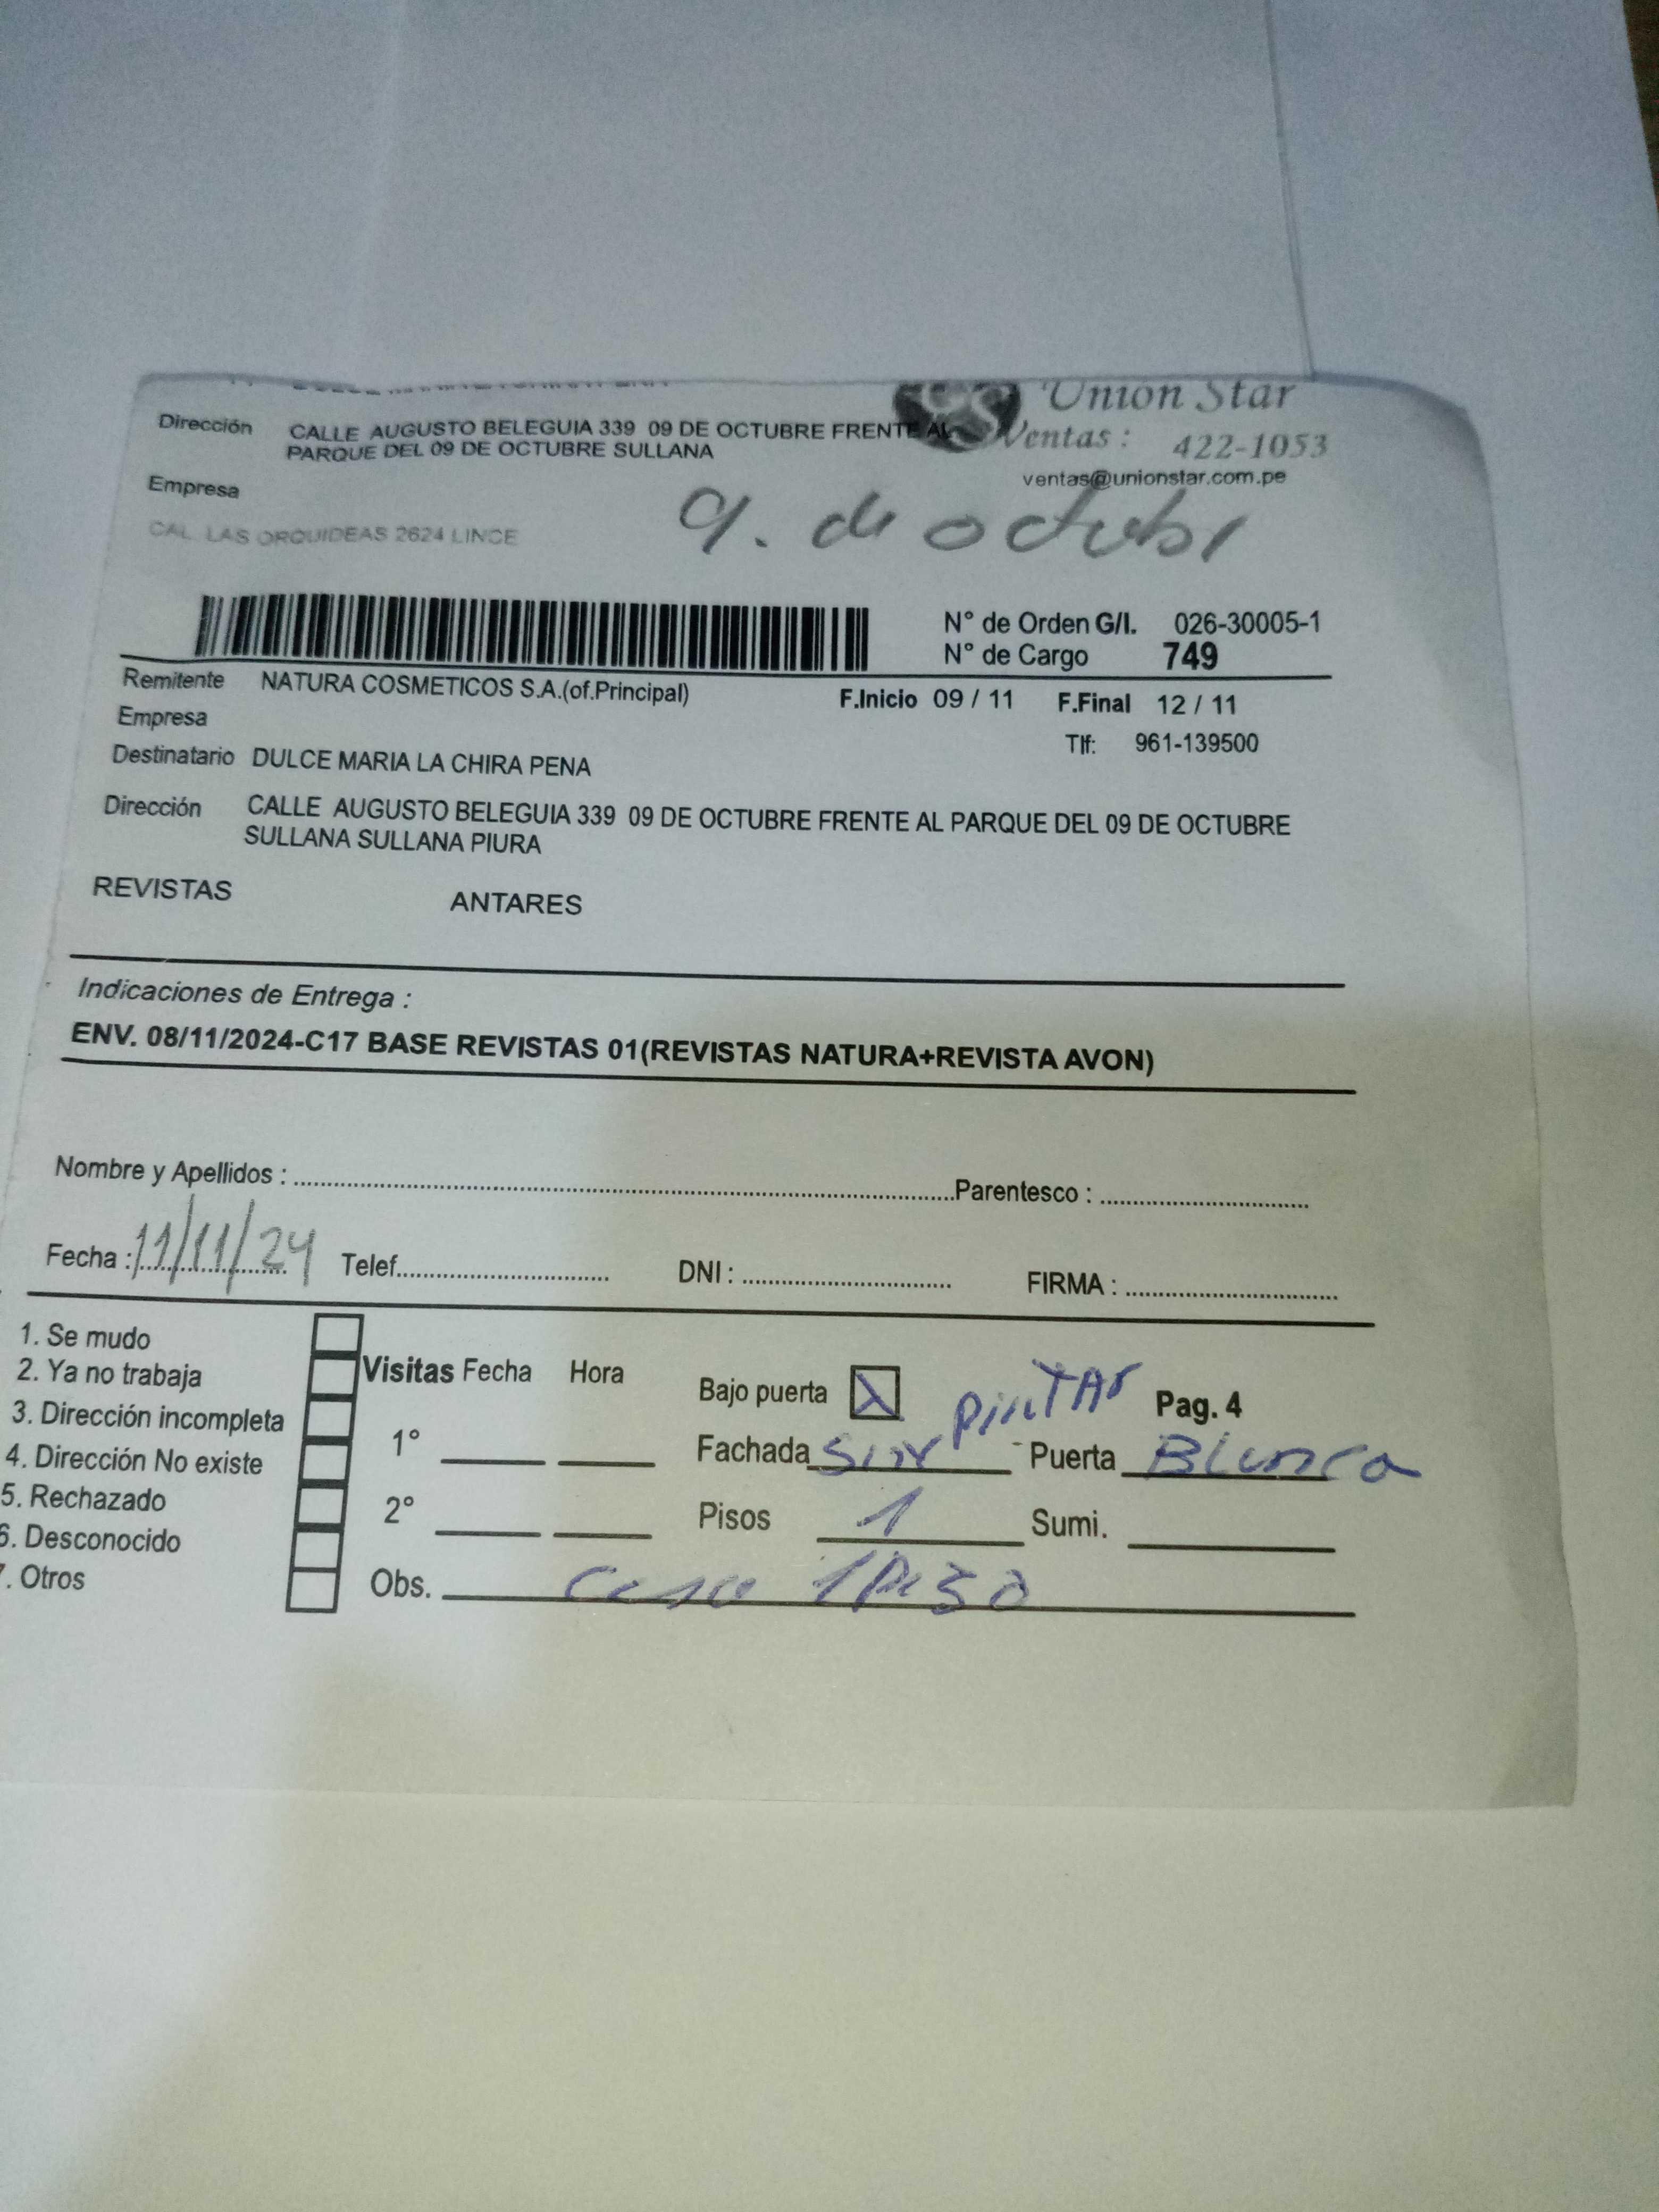 Union Star
Dirección CALLE AUGUSTO BELEGUIA 339 09 DE OCTUBRE FRENTE AL
PARQUE DEL 09 DE OCTUBRE SULLANA
Ventas : 422-1053
ventas@unionstar.com.pe
Empresa
CAL. LAS ORQUIDEAS 2624 LINCE
9. de octubr
N° de Orden G/I. 026-30005-1
N° de Cargo 749
Remitente NATURA COSMETICOS S.A.(of.Principal)
F.Inicio 09 / 11 F.Final 12 / 11
Empresa
Tlf: 961-139500
Destinatario DULCE MARIA LA CHIRA PENA
Dirección CALLE AUGUSTO BELEGUIA 339 09 DE OCTUBRE FRENTE AL PARQUE DEL 09 DE OCTUBRE
SULLANA SULLANA PIURA
REVISTAS ANTARES
Indicaciones de Entrega :
ENV. 08/11/2024-C17 BASE REVISTAS 01(REVISTAS NATURA+REVISTA AVON)
Nombre y Apellidos : Parentesco :
Fecha : 11/11/24 Telef. DNI : FIRMA :
1. Se mudo
2. Ya no trabaja
3. Dirección incompleta
4. Dirección No existe
5. Rechazado
6. Desconocido
7. Otros
Visitas Fecha Hora
1°
2°
Bajo puerta X Pag. 4
Fachada sin pintar Puerta Blanca
Pisos 1 Sumi.
Obs. casa 1 Piso